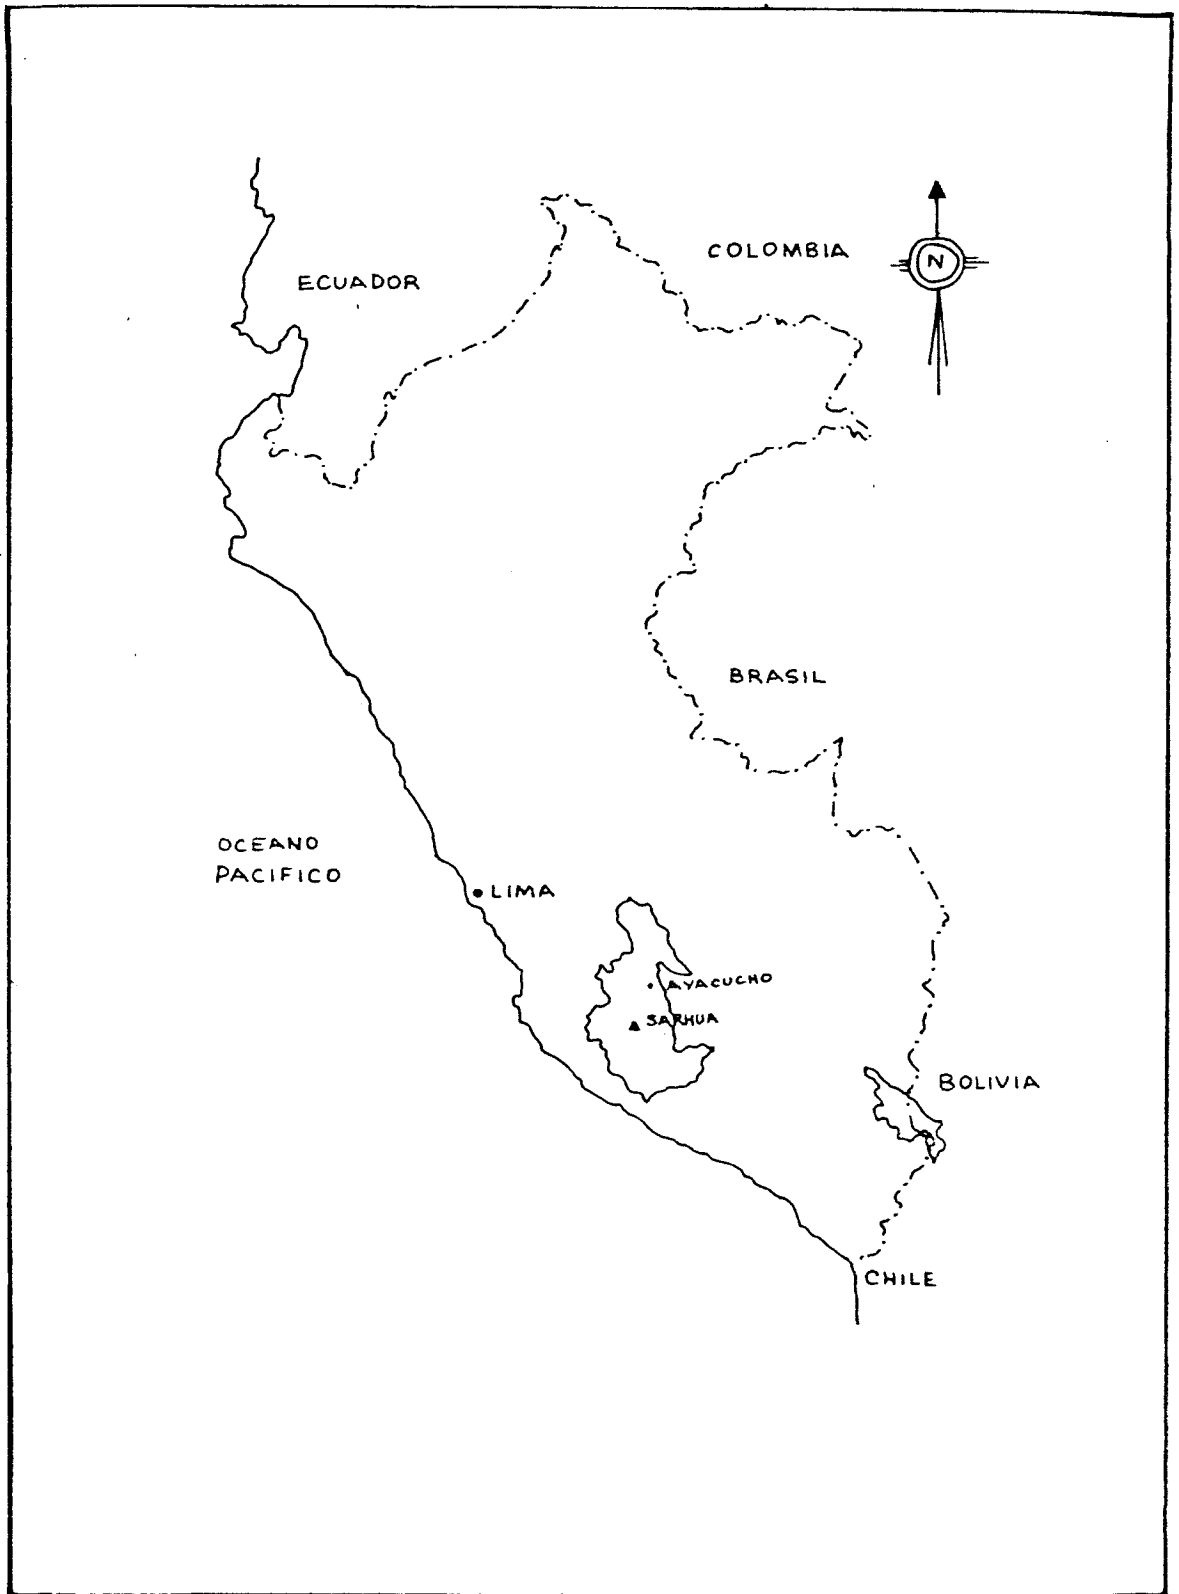 COLOMBIA
N
ECUADOR
BRASIL
OCEANO
PACIFICO
LIMA
AYACUCHO
SARHUA
BOLIVIA
CHILE